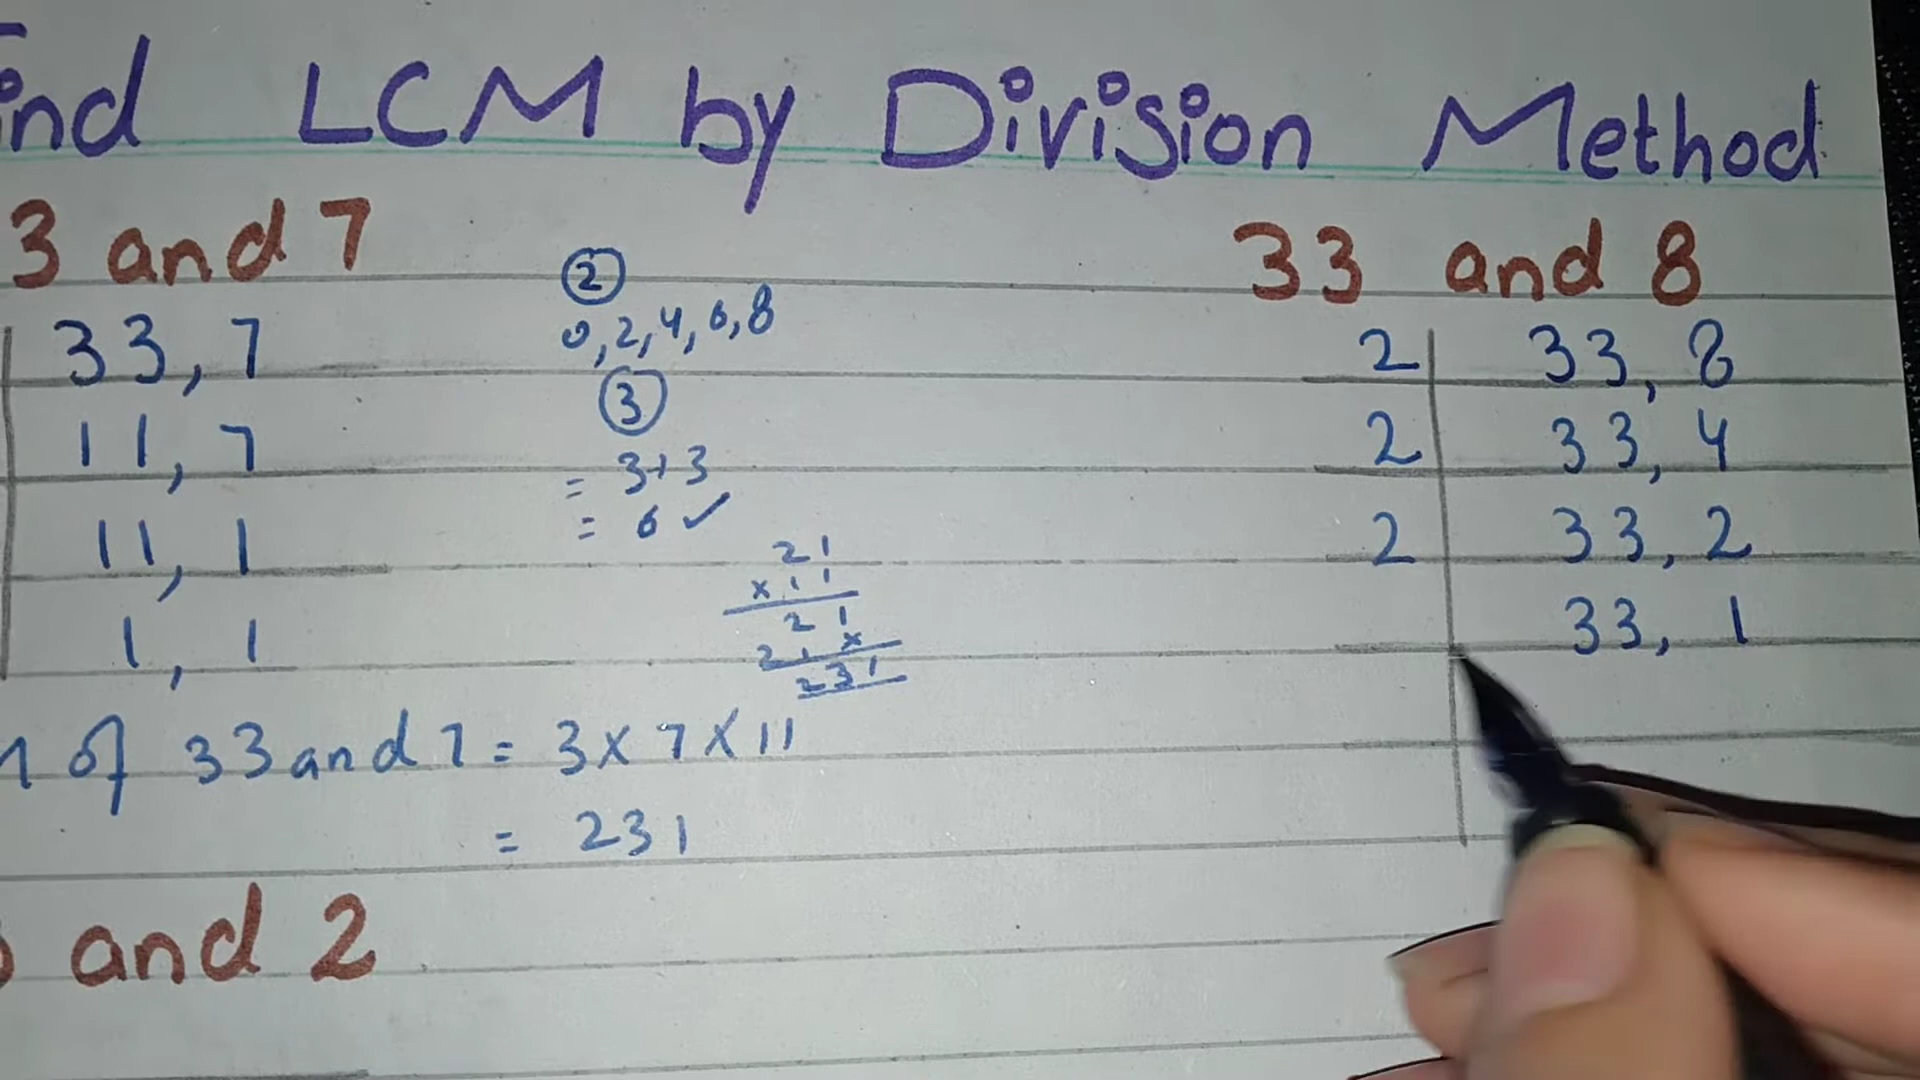 ind LCM by Division Method
3 and 7
33, 7
11, 7
11, 1
1, 1
2
0, 2, 4, 6, 8
3
= 3+3
= 6 ✓
21
x 11
21
21x
231
of 33 and 7 = 3 x 7 x 11
= 231
and 2
33 and 8
2 33, 8
2 33, 4
2 33, 2
33, 1